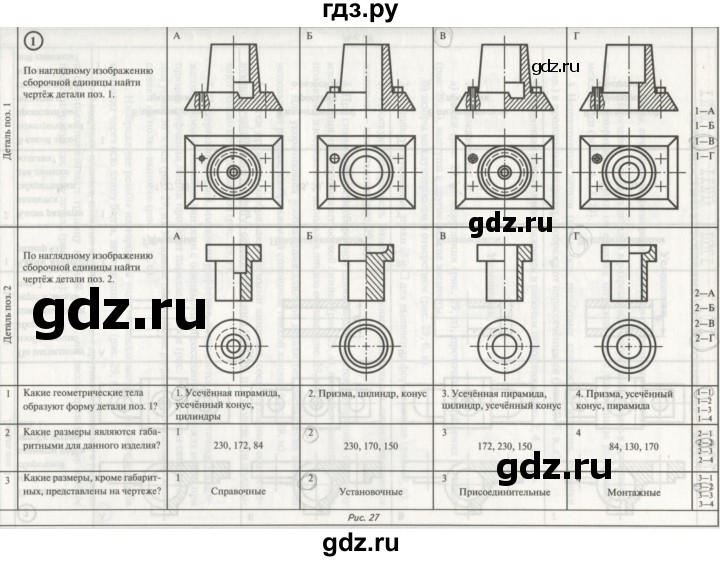 гдз.ру
1
А
Б
В
Г
Деталь поз. 1
По наглядному изображению
сборочной единицы найти
чертёж детали поз. 1.
gdz.ru
1—А
1—Б
1—В
1—Г
gdz.ru
А
Б
В
Г
Деталь поз. 2
По наглядному изображению
сборочной единицы найти
чертёж детали поз. 2.
gdz.ru
2—А
2—Б
2—В
2—Г
1
Какие геометрические тела
образуют форму детали поз. 1?
1. Усечённая пирамида,
усечённый конус,
цилиндры
2. Призма, цилиндр, конус
3. Усечённая пирамида,
цилиндр, усечённый конус
4. Призма, усечённый
конус, пирамида
1—1
1—2
1—3
1—4
2
Какие размеры являются габа-
ритными для данного изделия?
1
230, 172, 84
2
230, 170, 150
3
172, 230, 150
4
84, 130, 170
2—1
2—2
2—3
2—4
gdz.ru
3
Какие размеры, кроме габарит-
ных, представлены на чертеже?
1
Справочные
2
Установочные
3
Присоединительные
Монтажные
3—1
3—2
3—3
3—4
Рис. 27
gdz.ru